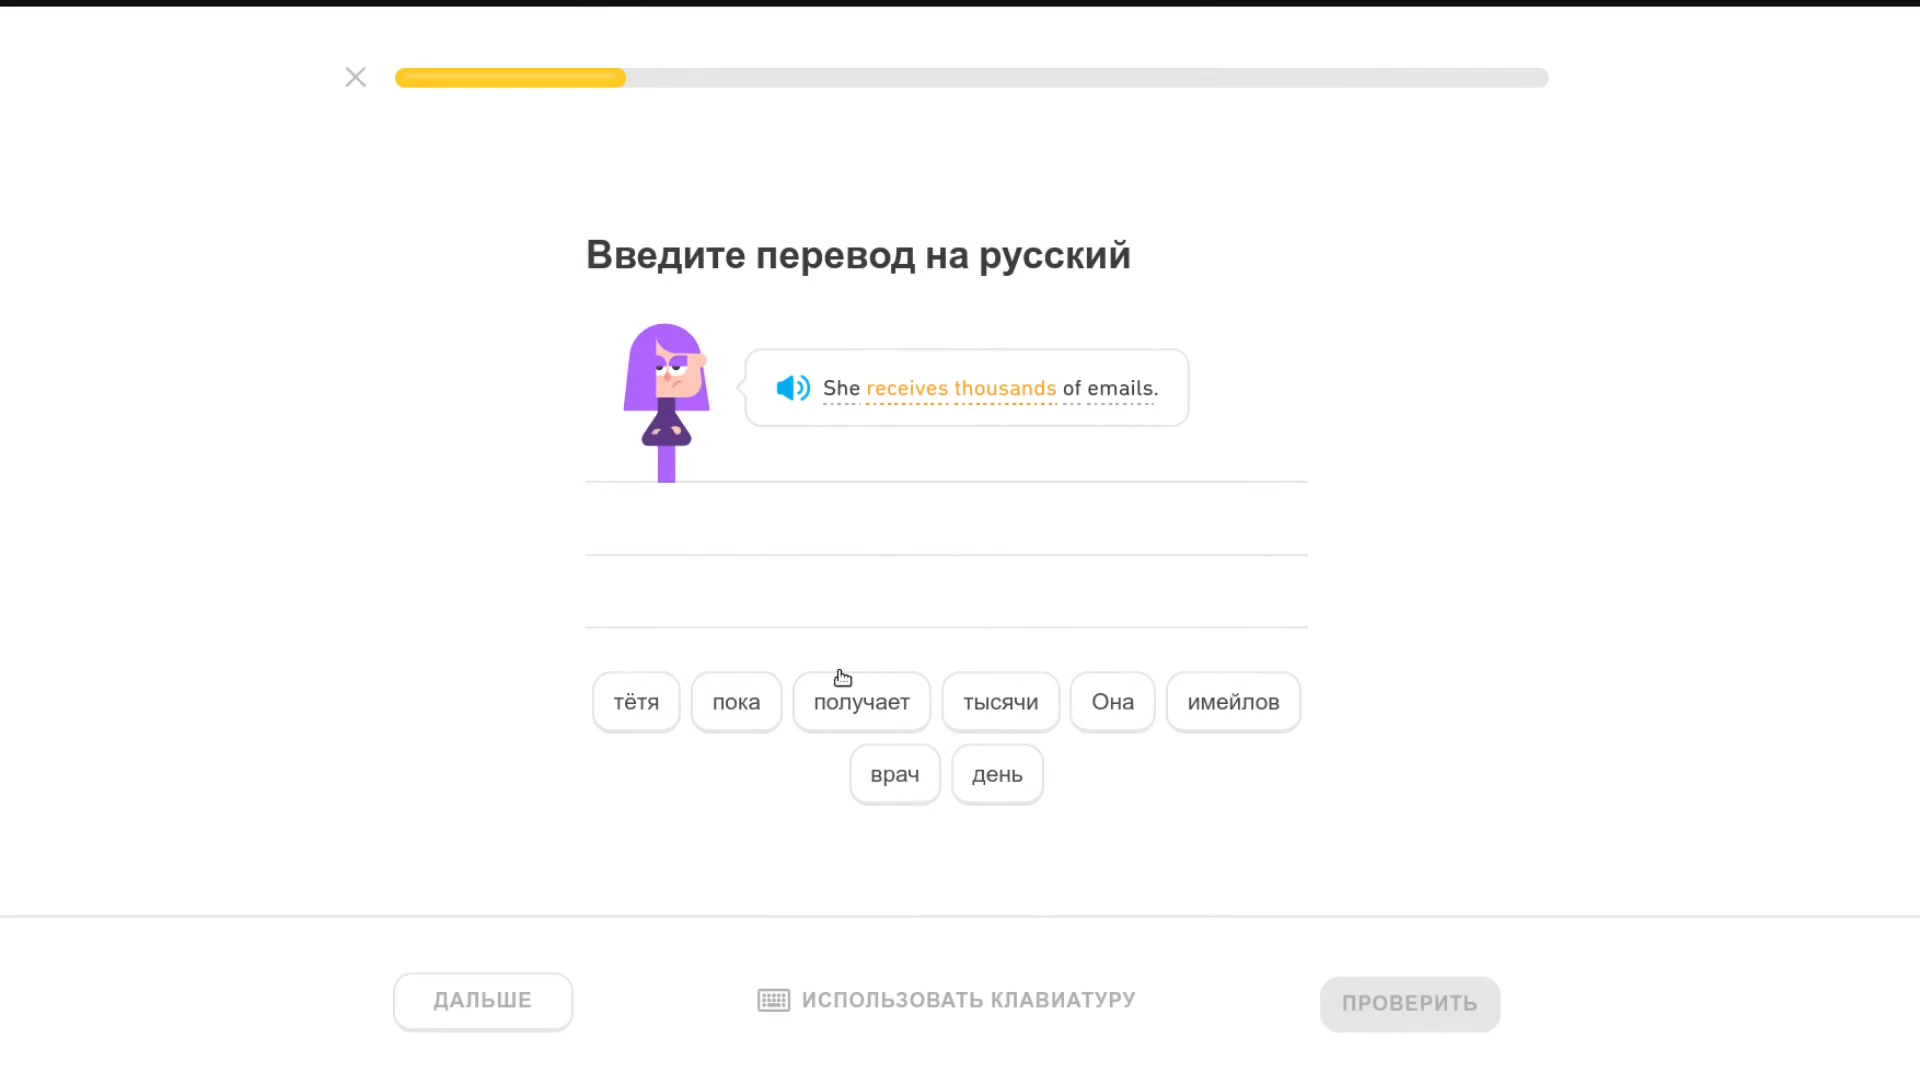 Введите перевод на русский
She receives thousands of emails.
тётя пока получает тысячи Она имейлов
врач день
ДАЛЬШЕ ИСПОЛЬЗОВАТЬ КЛАВИАТУРУ ПРОВЕРИТЬ